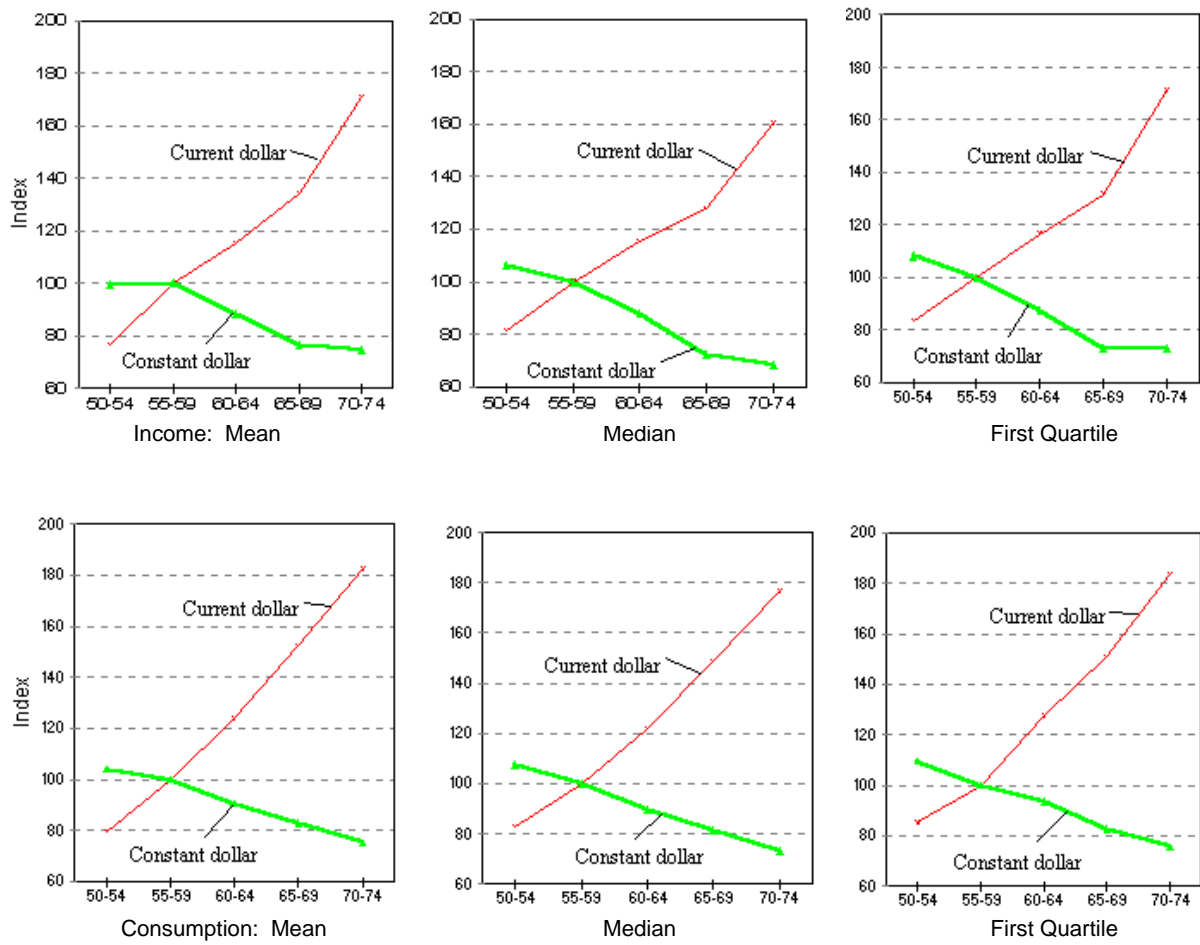 200
180
160
140
120
100
80
60
Index
Current dollar
Constant dollar
50-54 55-59 60-64 65-69 70-74
Income: Mean
200
180
160
140
120
100
80
60
Current dollar
Constant dollar
50-54 55-59 60-64 65-69 70-74
Median
200
180
160
140
120
100
80
60
Current dollar
Constant dollar
50-54 55-59 60-64 65-69 70-74
First Quartile
200
180
160
140
120
100
80
60
Index
Current dollar
Constant dollar
50-54 55-59 60-64 65-69 70-74
Consumption: Mean
200
180
160
140
120
100
80
60
Current dollar
Constant dollar
50-54 55-59 60-64 65-69 70-74
Median
200
180
160
140
120
100
80
60
Current dollar
Constant dollar
50-54 55-59 60-64 65-69 70-74
First Quartile